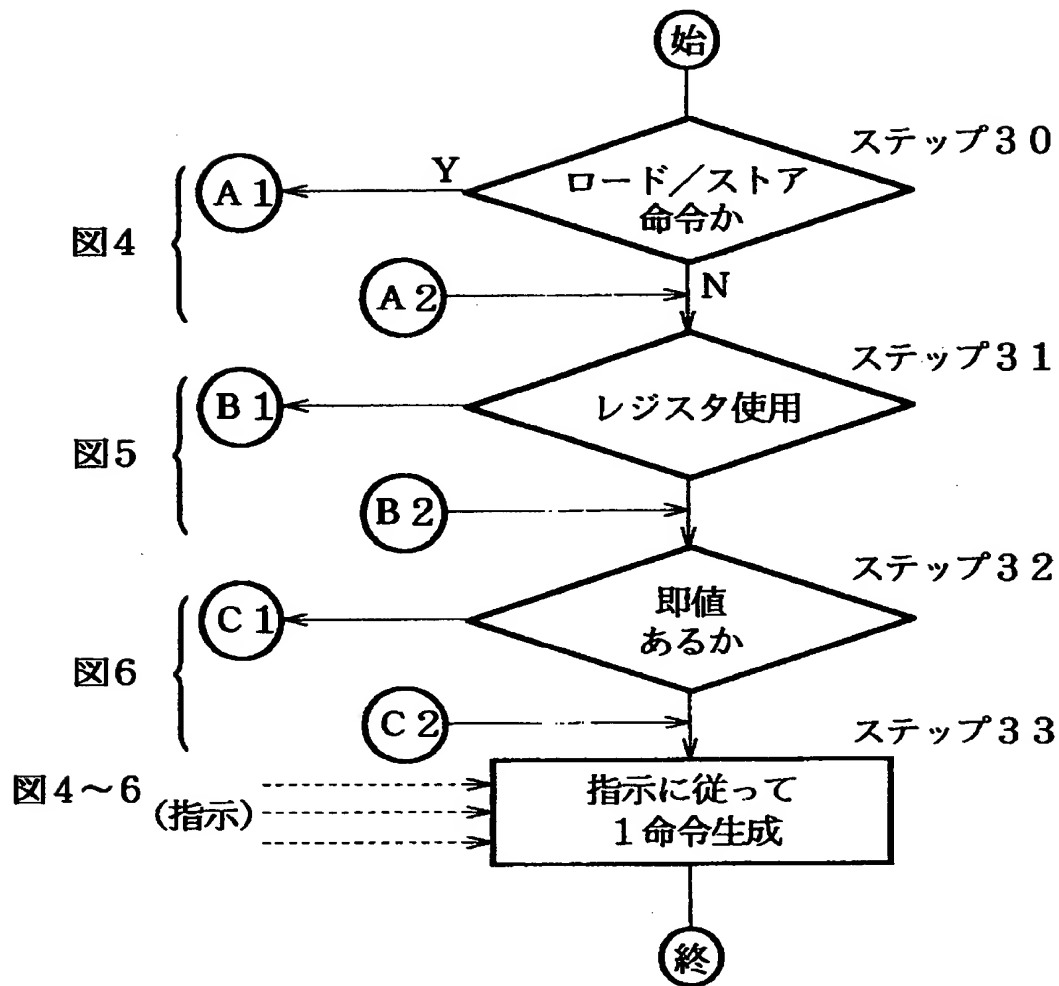 始
ステップ30
ロード/ストア
命令か
Y
A1
図4
N
A2
ステップ31
レジスタ使用
B1
図5
B2
ステップ32
即値
あるか
C1
図6
C2
ステップ33
図4~6
(指示)
指示に従って
1命令生成
終